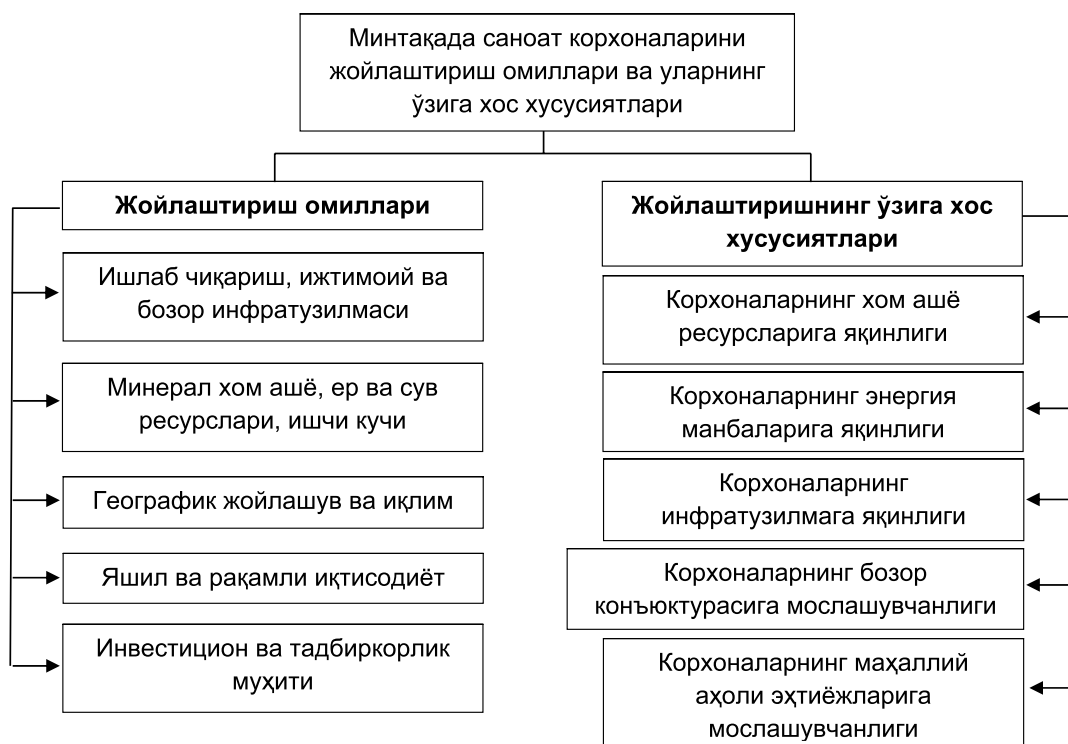 Минтақада саноат корхоналарини
жойлаштириш омиллари ва уларнинг
ўзига хос хусусиятлари
Жойлаштириш омиллари
Ишлаб чиқариш, ижтимоий ва
бозор инфратузилмаси
Минерал хом ашё, ер ва сув
ресурслари, ишчи кучи
Географик жойлашув ва иқлим
Яшил ва рақамли иқтисодиёт
Инвестицион ва тадбиркорлик
муҳити
Жойлаштиришнинг ўзига хос
хусусиятлари
Корхоналарнинг хом ашё
ресурсларига яқинлиги
Корхоналарнинг энергия
манбаларига яқинлиги
Корхоналарнинг
инфратузилмага яқинлиги
Корхоналарнинг бозор
конъюктурасига мослашувчанлиги
Корхоналарнинг маҳаллий
аҳоли эҳтиёжларига
мослашувчанлиги